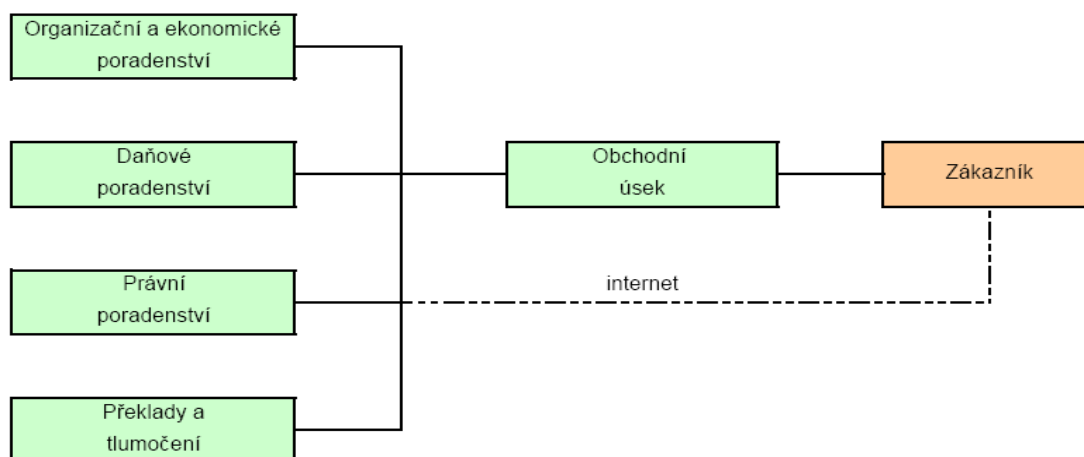 Organizační a ekonomické
poradenství
Daňové
poradenství
Obchodní
úsek
Zákazník
Právní
poradenství
internet
Překlady a
tlumočení